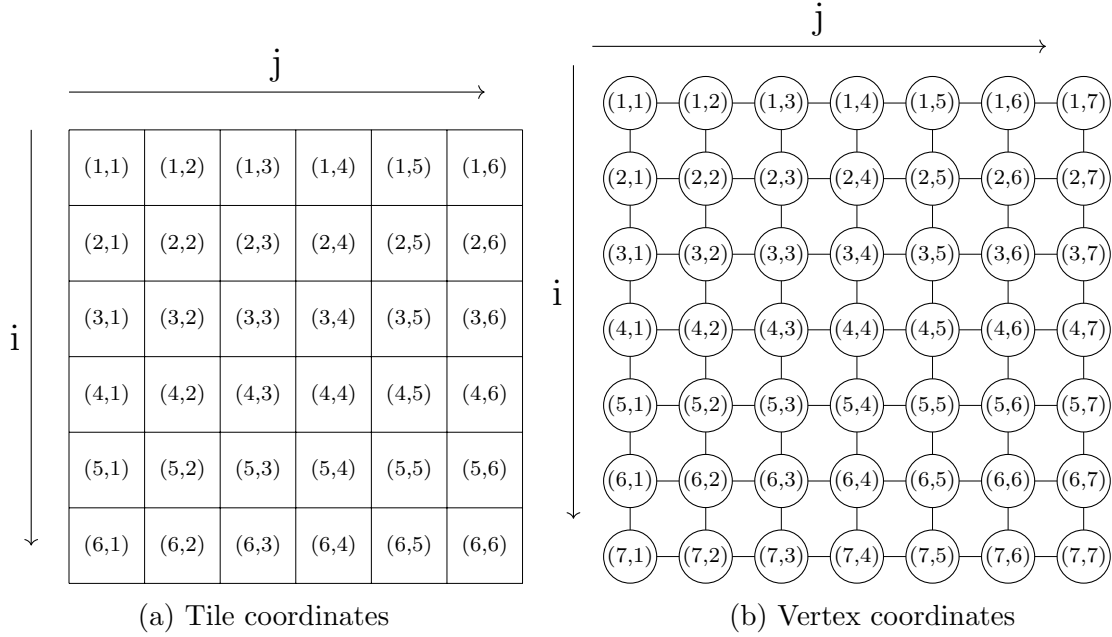 j
i
(1,1) (1,2) (1,3) (1,4) (1,5) (1,6)
(2,1) (2,2) (2,3) (2,4) (2,5) (2,6)
(3,1) (3,2) (3,3) (3,4) (3,5) (3,6)
(4,1) (4,2) (4,3) (4,4) (4,5) (4,6)
(5,1) (5,2) (5,3) (5,4) (5,5) (5,6)
(6,1) (6,2) (6,3) (6,4) (6,5) (6,6)
(a) Tile coordinates
j
i
(1,1) (1,2) (1,3) (1,4) (1,5) (1,6) (1,7)
(2,1) (2,2) (2,3) (2,4) (2,5) (2,6) (2,7)
(3,1) (3,2) (3,3) (3,4) (3,5) (3,6) (3,7)
(4,1) (4,2) (4,3) (4,4) (4,5) (4,6) (4,7)
(5,1) (5,2) (5,3) (5,4) (5,5) (5,6) (5,7)
(6,1) (6,2) (6,3) (6,4) (6,5) (6,6) (6,7)
(7,1) (7,2) (7,3) (7,4) (7,5) (7,6) (7,7)
(b) Vertex coordinates